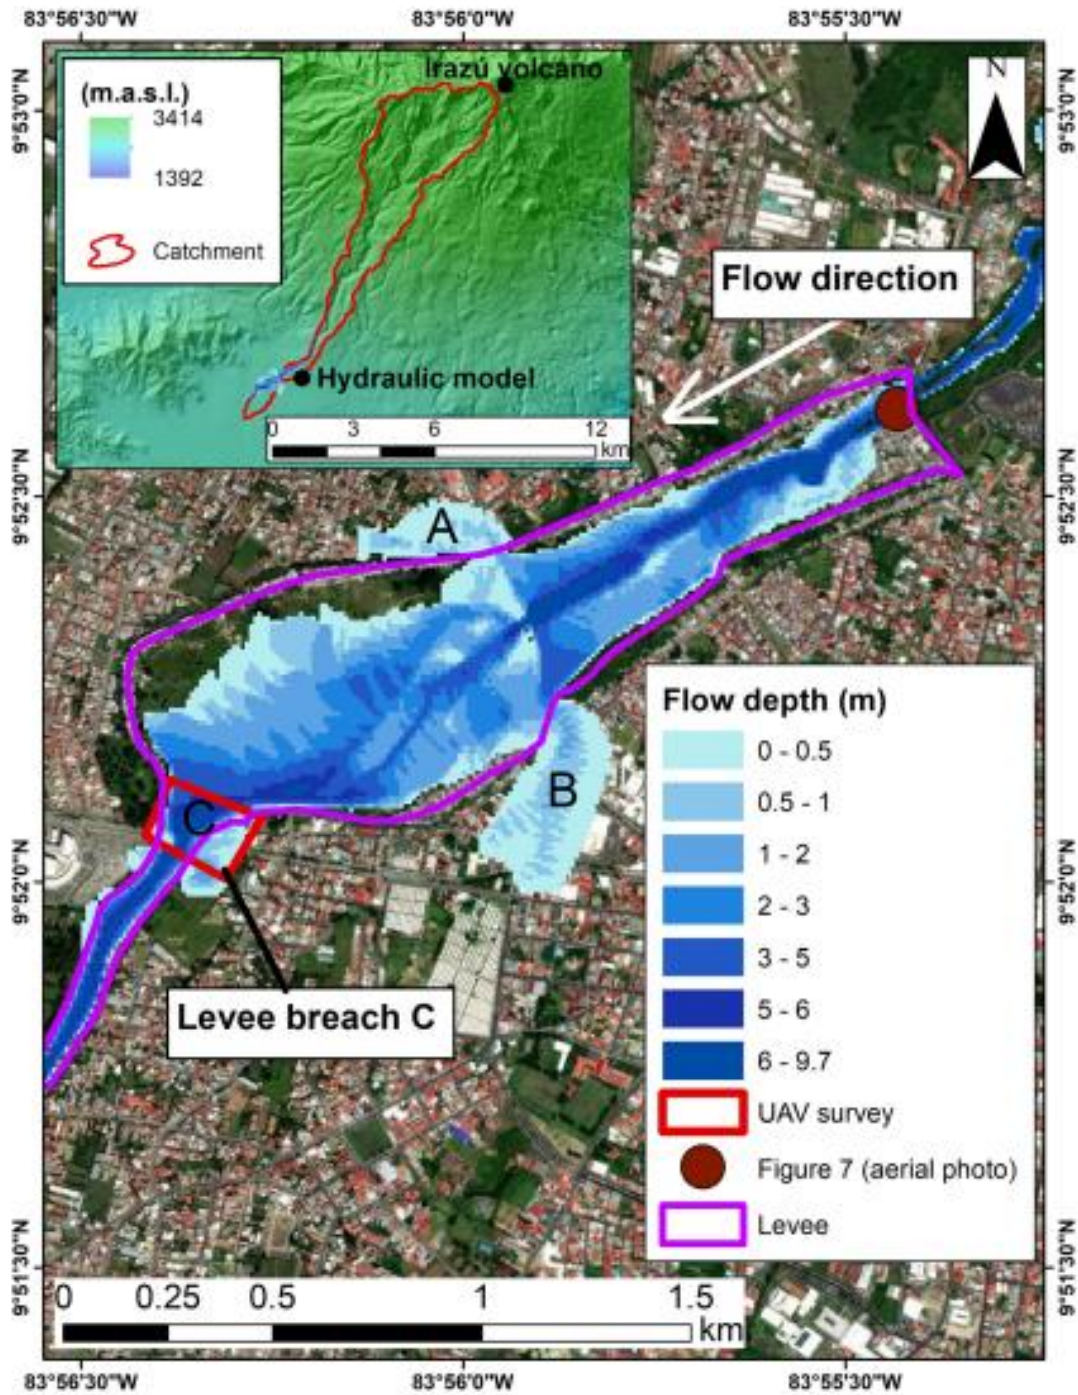 83°56'30"W 83°56'0"W 83°55'30"W
9°53'0"N
9°53'0"N
(m.a.s.l.)
3414
1392
Catchment
Irazú volcano
Hydraulic model
0 3 6 12
km
N
Flow direction
9°52'30"N
9°52'30"N
A
B
C
Levee breach C
9°52'0"N
9°52'0"N
Flow depth (m)
0 - 0.5
0.5 - 1
1 - 2
2 - 3
3 - 5
5 - 6
6 - 9.7
UAV survey
Figure 7 (aerial photo)
Levee
9°51'30"N
9°51'30"N
0 0.25 0.5 1 1.5
km
83°56'30"W 83°56'0"W 83°55'30"W